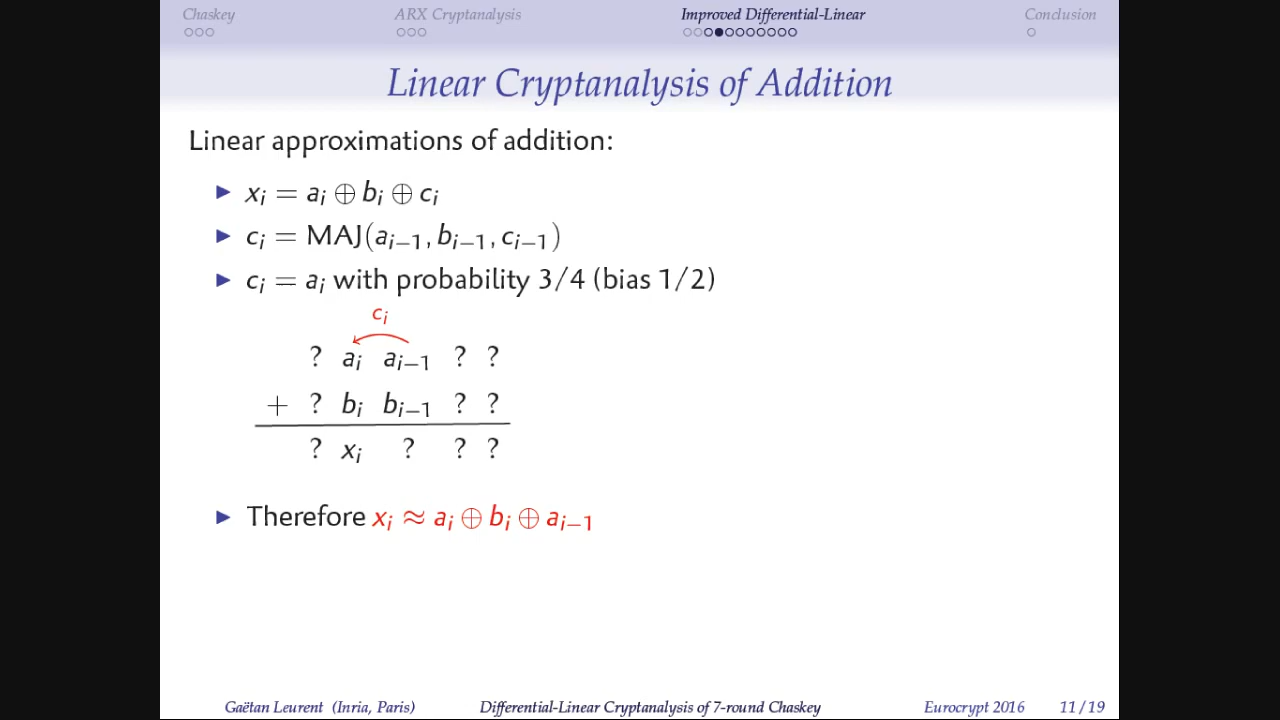 Chaskey ARX Cryptanalysis Improved Differential-Linear Conclusion
Linear Cryptanalysis of Addition
Linear approximations of addition:
▶ xᵢ = aᵢ ⊕ bᵢ ⊕ cᵢ
▶ cᵢ = MAJ(aᵢ₋₁, bᵢ₋₁, cᵢ₋₁)
▶ cᵢ = aᵢ with probability 3/4 (bias 1/2)
cᵢ
? aᵢ aᵢ₋₁ ? ?
+ ? bᵢ bᵢ₋₁ ? ?
? xᵢ ? ? ?
▶ Therefore xᵢ ≈ aᵢ ⊕ bᵢ ⊕ aᵢ₋₁
Gaëtan Leurent (Inria, Paris) Differential-Linear Cryptanalysis of 7-round Chaskey Eurocrypt 2016 11 / 19